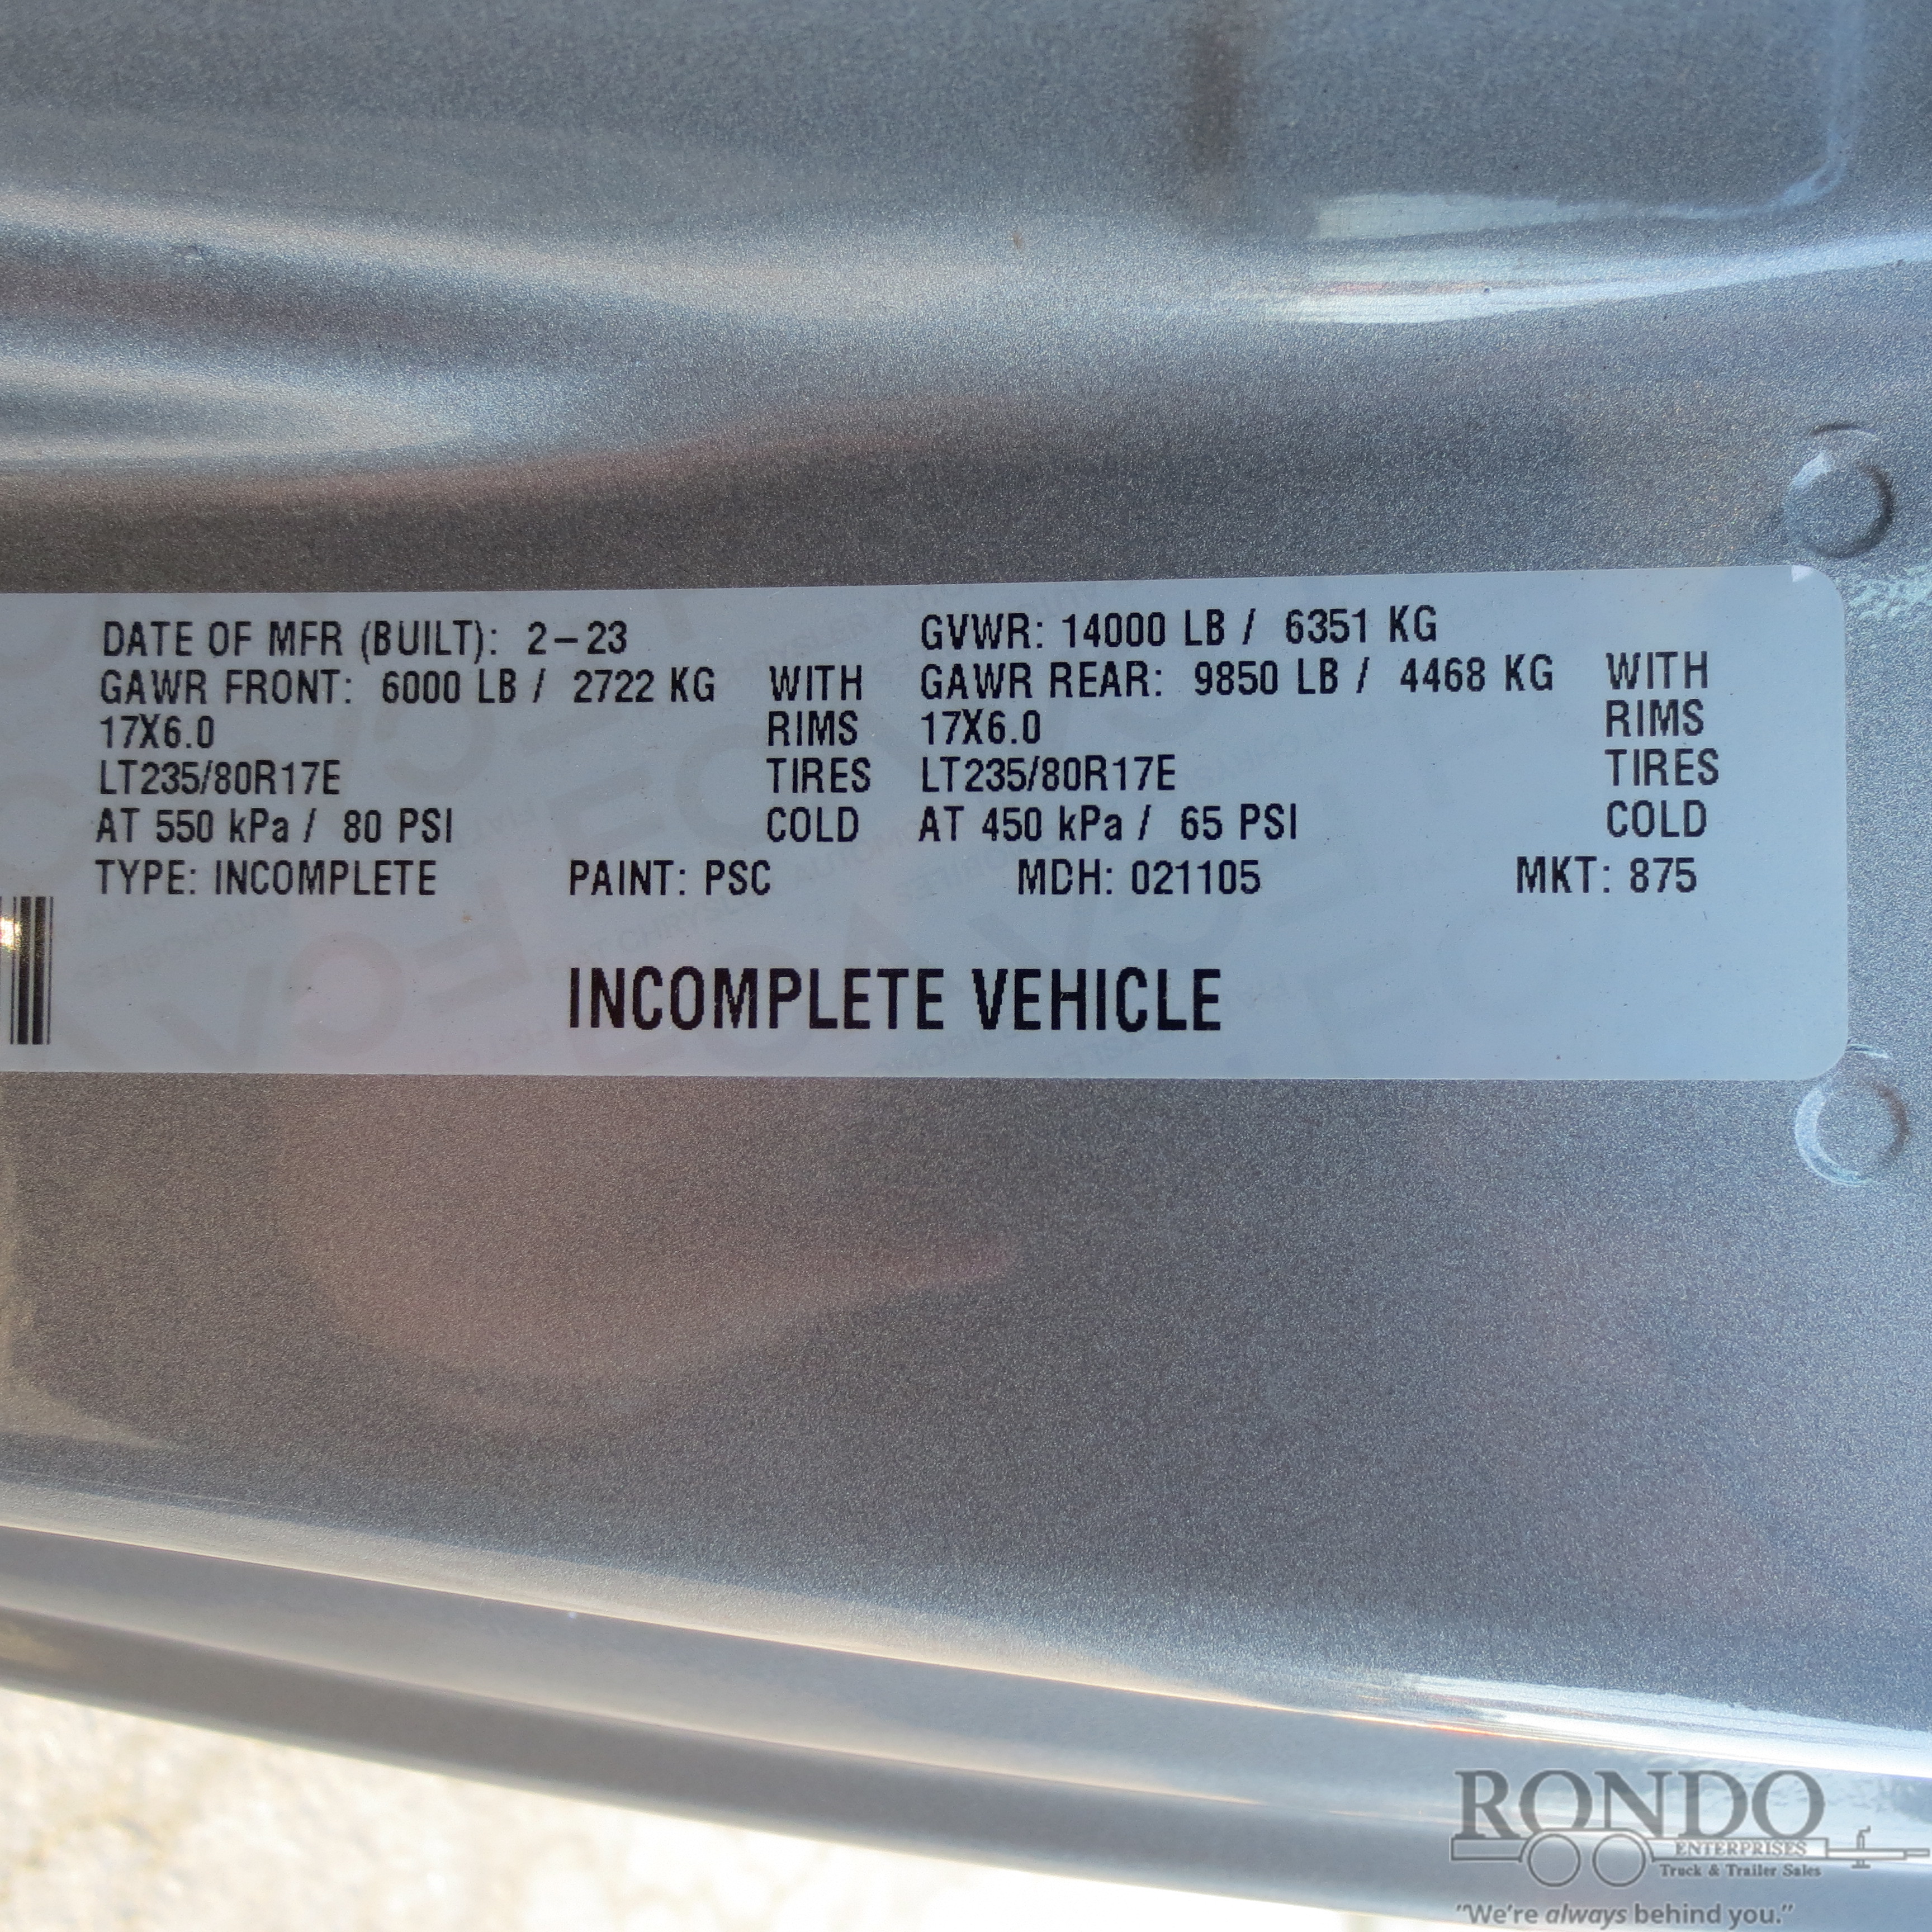 DATE OF MFR (BUILT): 2-23 GVWR: 14000 LB / 6351 KG
GAWR FRONT: 6000 LB / 2722 KG WITH GAWR REAR: 9850 LB / 4468 KG WITH
17X6.0 RIMS 17X6.0 RIMS
LT235/80R17E TIRES LT235/80R17E TIRES
AT 550 kPa / 80 PSI COLD AT 450 kPa / 65 PSI COLD
TYPE: INCOMPLETE PAINT: PSC MDH: 021105 MKT: 875
INCOMPLETE VEHICLE
RONDO
ENTERPRISES
Truck & Trailer Sales
"We're always behind you."